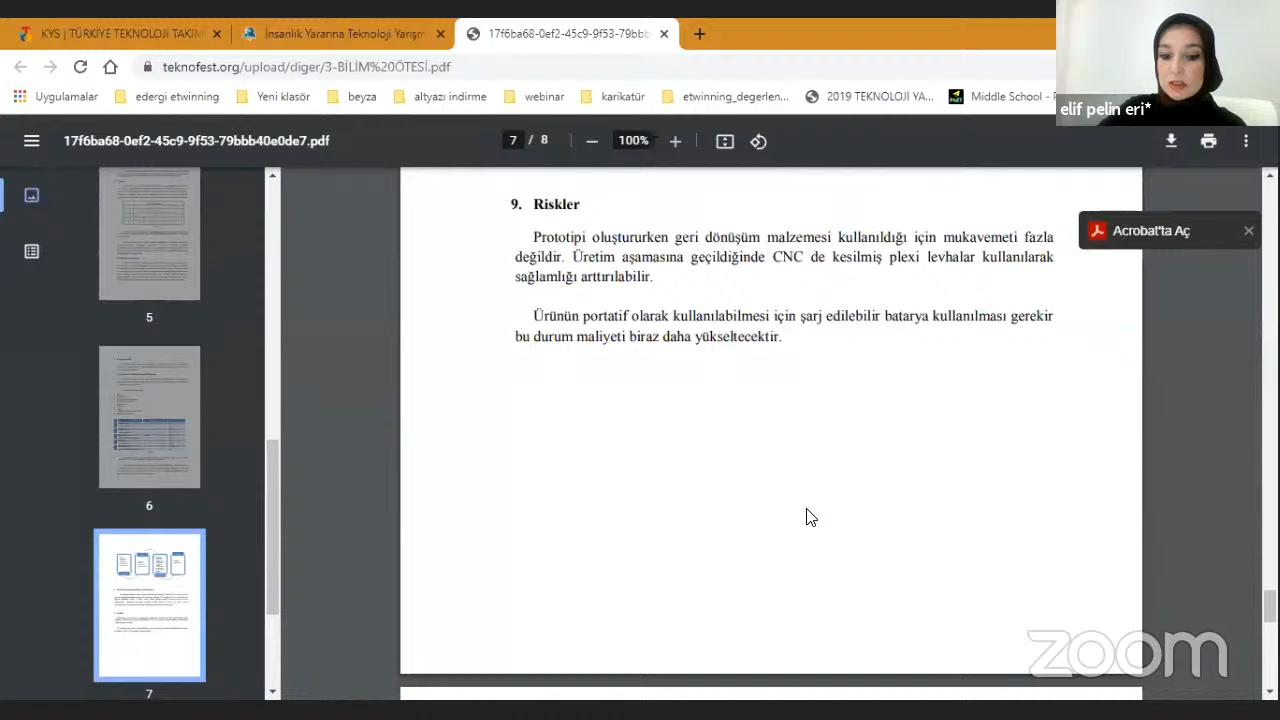 KYS | TÜRKİYE TEKNOLOJİ TAKIM
İnsanlık Yararına Teknoloji Yarışm
17f6ba68-0ef2-45c9-9f53-79bbb
teknofest.org/upload/diger/3-BİLİM%20ÖTESİ.pdf
elif pelin eri*
Uygulamalar
edergi etwinning
Yeni klasör
beyza
altyazı indirme
webinar
karikatür
etwinning_degerlen...
2019 TEKNOLOJİ YA...
Middle School - P
17f6ba68-0ef2-45c9-9f53-79bbb40e0de7.pdf
7 / 8
100%
Acrobat'ta Aç
5
6
7
9. Riskler
Prototipi oluştururken geri dönüşüm malzemesi kullanıldığı için mukavemeti fazla
değildir. Üretim aşamasına geçildiğinde CNC de kesilmiş plexi levhalar kullanılarak
sağlamlığı arttırılabilir.
Ürünün portatif olarak kullanılabilmesi için şarj edilebilir batarya kullanılması gerekir
bu durum maliyeti biraz daha yükseltecektir.
zoom